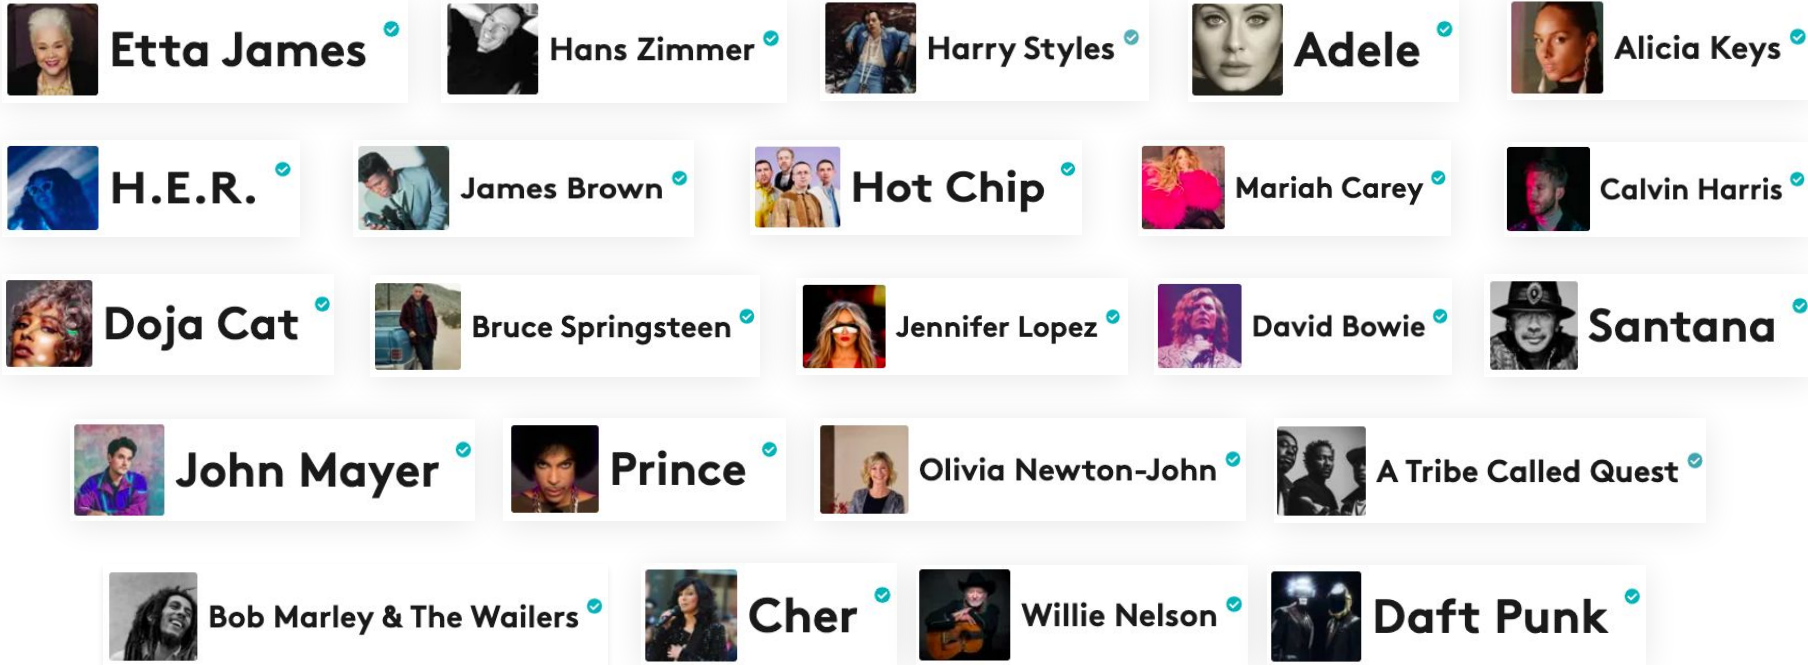 Etta James
Hans Zimmer
Harry Styles
Adele
Alicia Keys
H.E.R.
James Brown
Hot Chip
Mariah Carey
Calvin Harris
Doja Cat
Bruce Springsteen
Jennifer Lopez
David Bowie
Santana
John Mayer
Prince
Olivia Newton-John
A Tribe Called Quest
Bob Marley & The Wailers
Cher
Willie Nelson
Daft Punk